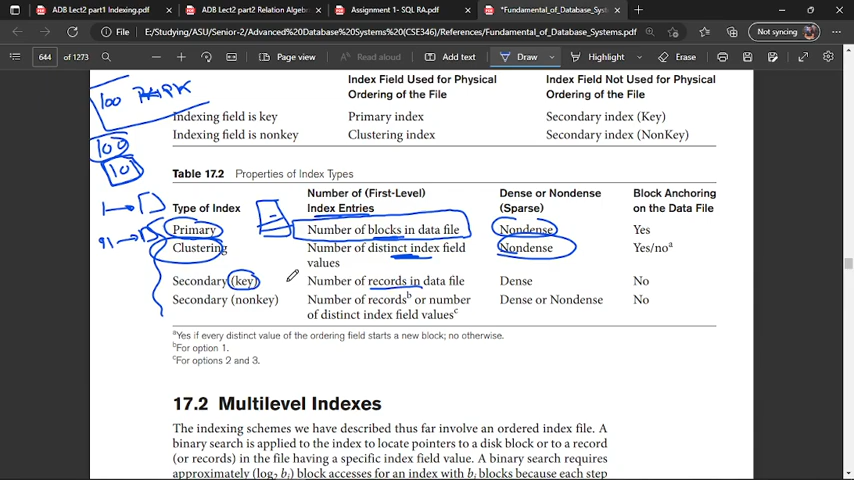 ADB Lect2 part1 Indexing.pdf
ADB Lect2 part2 Relation Algebra
Assignment 1- SQL RA.pdf
*Fundamental_of_Database_Syst
File
E:/Studying/ASU/Senior-2/Advanced%20Database%20Systems(CSE346)/References/Fundamental_of_Database_Systems.pdf
Not syncing
644 of 1273
Page view
Read aloud
Add text
Draw
Highlight
Erase
Index Field Used for Physical Ordering of the File
Index Field Not Used for Physical Ordering of the File
100
Indexing field is key Primary index Secondary index (Key)
Indexing field is nonkey Clustering index Secondary index (NonKey)
100
10
Table 17.2 Properties of Index Types
Type of Index
Number of (First-Level) Index Entries
Dense or Nondense (Sparse)
Block Anchoring on the Data File
1
Primary Number of blocks in data file Nondense Yes
91
Clustering Number of distinct index field values Nondense Yes/noᵃ
Secondary (key) Number of records in data file Dense No
Secondary (nonkey) Number of recordsᵇ or number of distinct index field valuesᶜ Dense or Nondense No
ᵃYes if every distinct value of the ordering field starts a new block; no otherwise.
ᵇFor option 1.
ᶜFor options 2 and 3.
17.2 Multilevel Indexes
The indexing schemes we have described thus far involve an ordered index file. A
binary search is applied to the index to locate pointers to a disk block or to a record
(or records) in the file having a specific index field value. A binary search requires
approximately (log₂ bᵢ) block accesses for an index with bᵢ blocks because each step